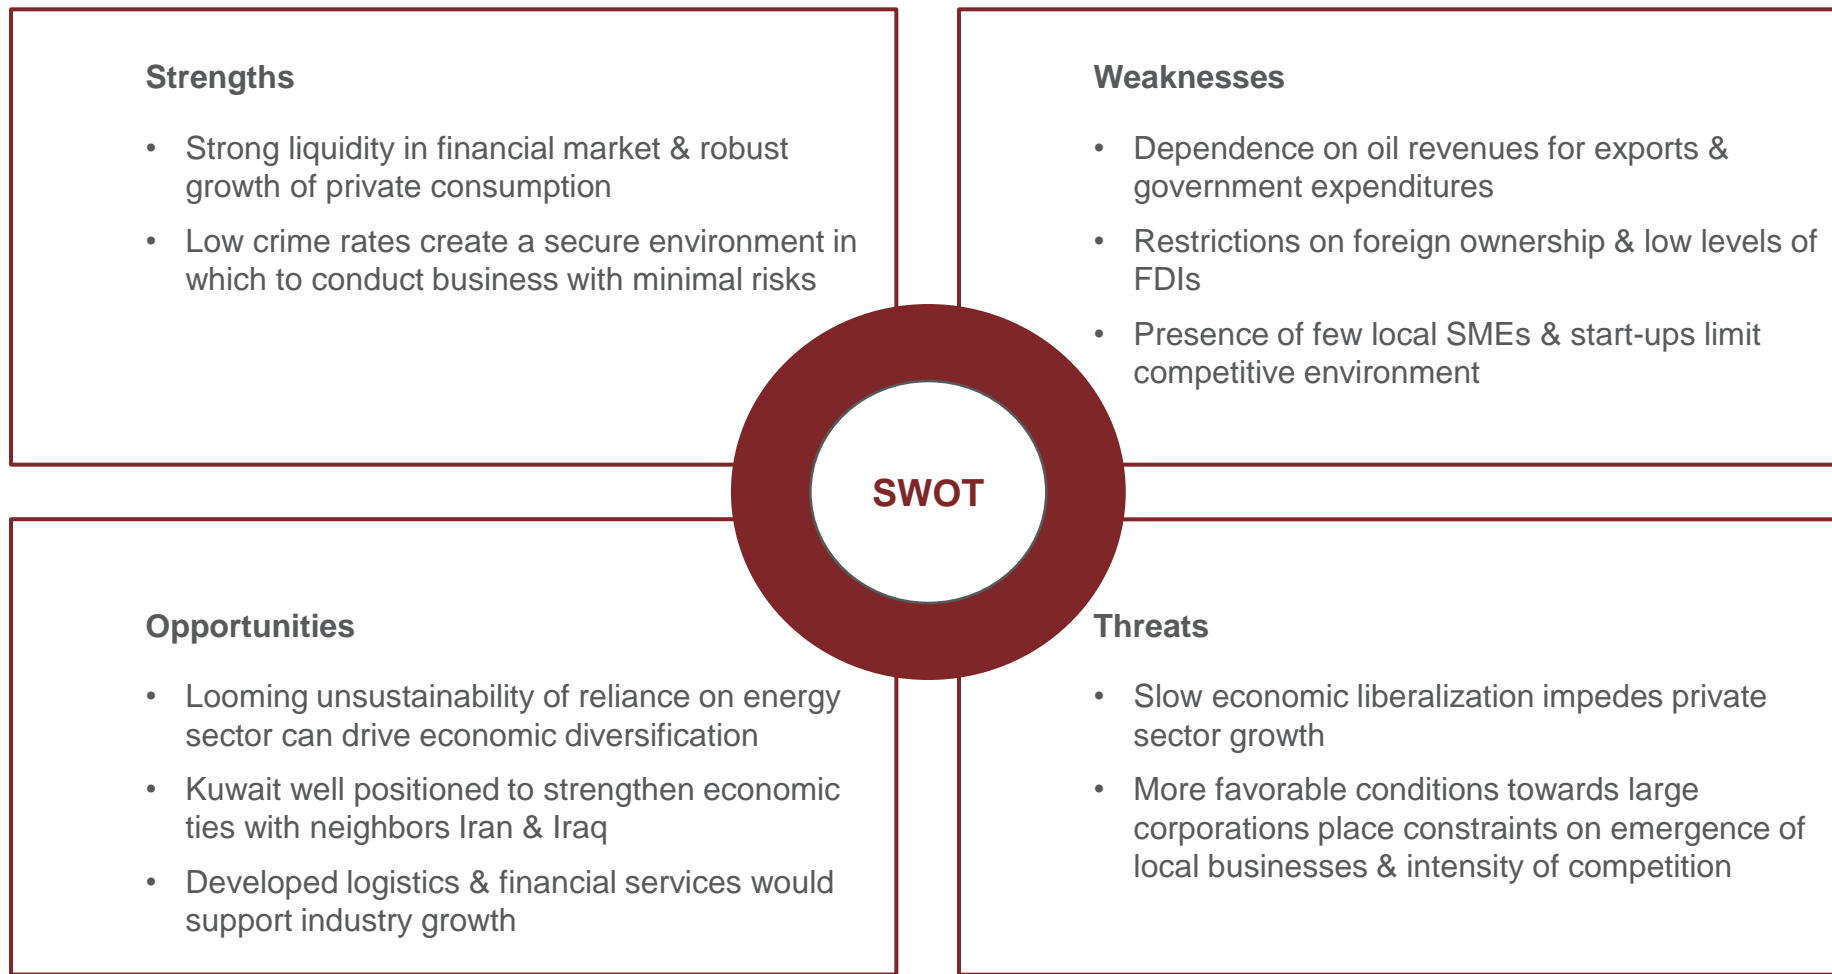 Strengths
• Strong liquidity in financial market & robust
growth of private consumption
• Low crime rates create a secure environment in
which to conduct business with minimal risks
Weaknesses
• Dependence on oil revenues for exports &
government expenditures
• Restrictions on foreign ownership & low levels of
FDIs
• Presence of few local SMEs & start-ups limit
competitive environment
SWOT
Opportunities
• Looming unsustainability of reliance on energy
sector can drive economic diversification
• Kuwait well positioned to strengthen economic
ties with neighbors Iran & Iraq
• Developed logistics & financial services would
support industry growth
Threats
• Slow economic liberalization impedes private
sector growth
• More favorable conditions towards large
corporations place constraints on emergence of
local businesses & intensity of competition